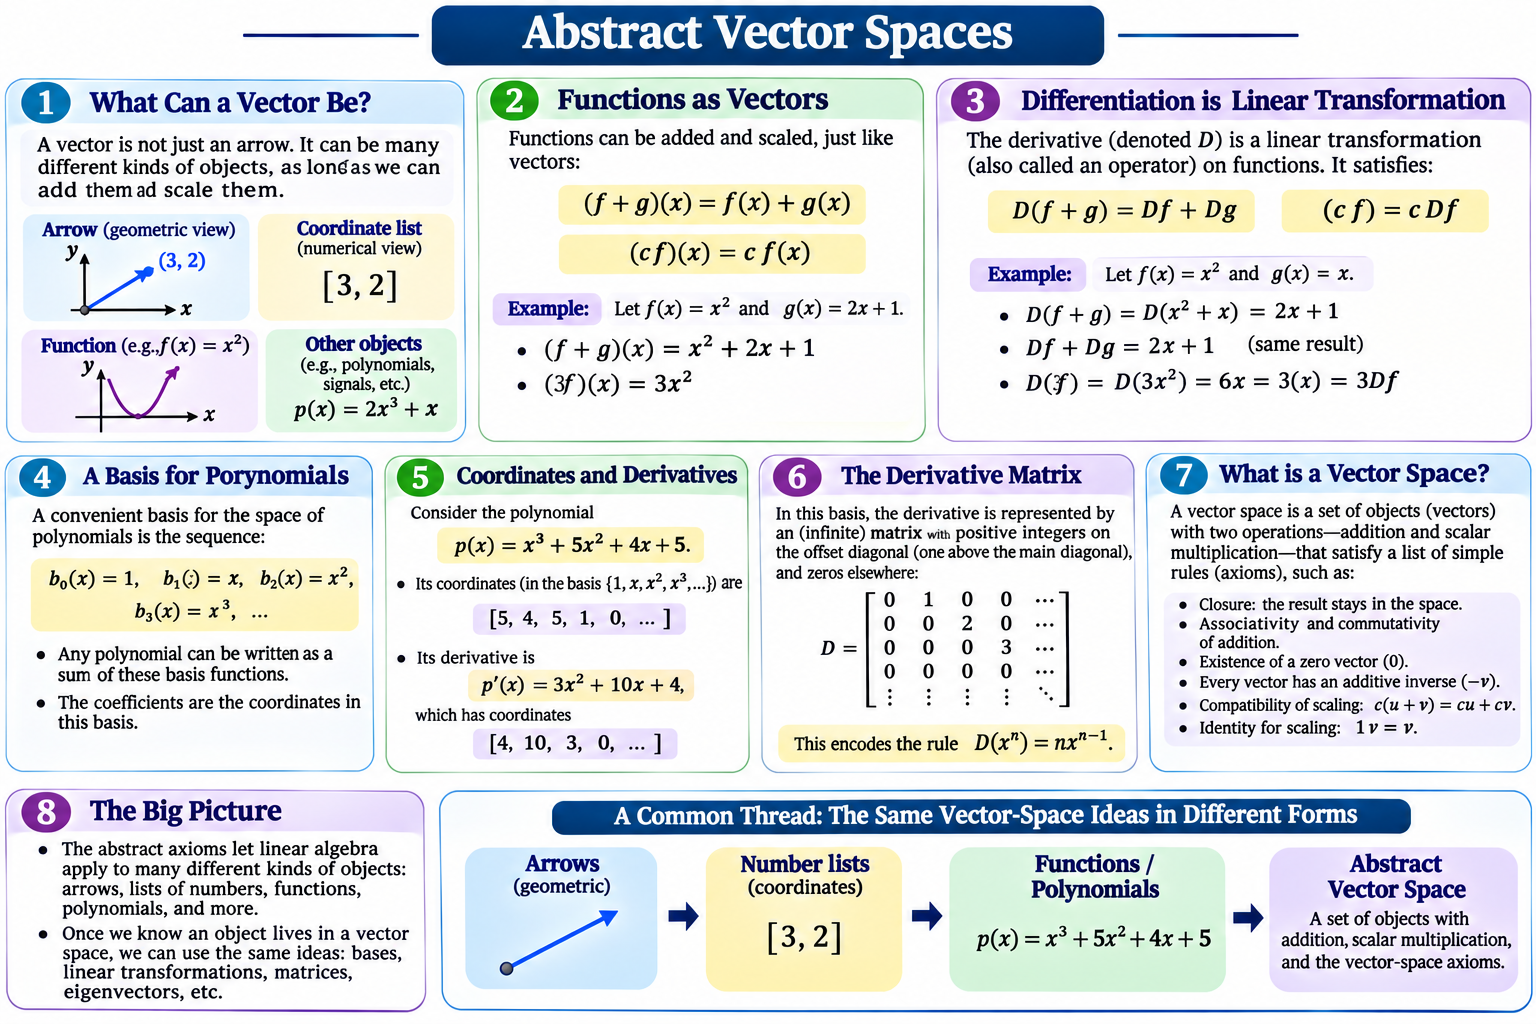 Abstract Vector Spaces
1 What Can a Vector Be?
A vector is not just an arrow. It can be many
different kinds of objects, as long as we can
add them ad scale them.
Arrow (geometric view)
y
(3, 2)
x
Coordinate list
(numerical view)
[3, 2]
Function (e.g., f(x) = x²)
y
x
Other objects
(e.g., polynomials,
signals, etc.)
p(x) = 2x³ + x
2 Functions as Vectors
Functions can be added and scaled, just like
vectors:
(f + g)(x) = f(x) + g(x)
(cf)(x) = c f(x)
Example: Let f(x) = x² and g(x) = 2x + 1.
• (f + g)(x) = x² + 2x + 1
• (3f)(x) = 3x²
3 Differentiation is Linear Transformation
The derivative (denoted D) is a linear transformation
(also called an operator) on functions. It satisfies:
D(f + g) = Df + Dg
(c f) = c Df
Example: Let f(x) = x² and g(x) = x.
• D(f + g) = D(x² + x) = 2x + 1
• Df + Dg = 2x + 1 (same result)
• D(3f) = D(3x²) = 6x = 3(x) = 3Df
4 A Basis for Porynomials
A convenient basis for the space of
polynomials is the sequence:
b₀(x) = 1, b₁(:) = x, b₂(x) = x²,
b₃(x) = x³, ...
• Any polynomial can be written as a
sum of these basis functions.
• The coefficients are the coordinates in
this basis.
5 Coordinates and Derivatives
Consider the polynomial
p(x) = x³ + 5x² + 4x + 5.
• Its coordinates (in the basis {1, x, x², x³,...}) are
[5, 4, 5, 1, 0, ... ]
• Its derivative is
p′(x) = 3x² + 10x + 4,
which has coordinates
[4, 10, 3, 0, ... ]
6 The Derivative Matrix
In this basis, the derivative is represented by
an (infinite) matrix with positive integers on
the offset diagonal (one above the main diagonal),
and zeros elsewhere:
0 1 0 0 ⋯
0 0 2 0 ⋯
D = 0 0 0 3 ⋯
0 0 0 0 ⋯
⋮ ⋮ ⋮ ⋮ ⋱
This encodes the rule D(xⁿ) = nxⁿ⁻¹.
7 What is a Vector Space?
A vector space is a set of objects (vectors)
with two operations—addition and scalar
multiplication—that satisfy a list of simple
rules (axioms), such as:
• Closure: the result stays in the space.
• Associativity and commutativity
of addition.
• Existence of a zero vector (0).
• Every vector has an additive inverse (−v).
• Compatibility of scaling: c(u + v) = cu + cv.
• Identity for scaling: 1 v = v.
8 The Big Picture
• The abstract axioms let linear algebra
apply to many different kinds of objects:
arrows, lists of numbers, functions,
polynomials, and more.
• Once we know an object lives in a vector
space, we can use the same ideas: bases,
linear transformations, matrices,
eigenvectors, etc.
A Common Thread: The Same Vector-Space Ideas in Different Forms
Arrows
(geometric)
Number lists
(coordinates)
[3, 2]
Functions /
Polynomials
p(x) = x³ + 5x² + 4x + 5
Abstract
Vector Space
A set of objects with
addition, scalar multiplication,
and the vector-space axioms.